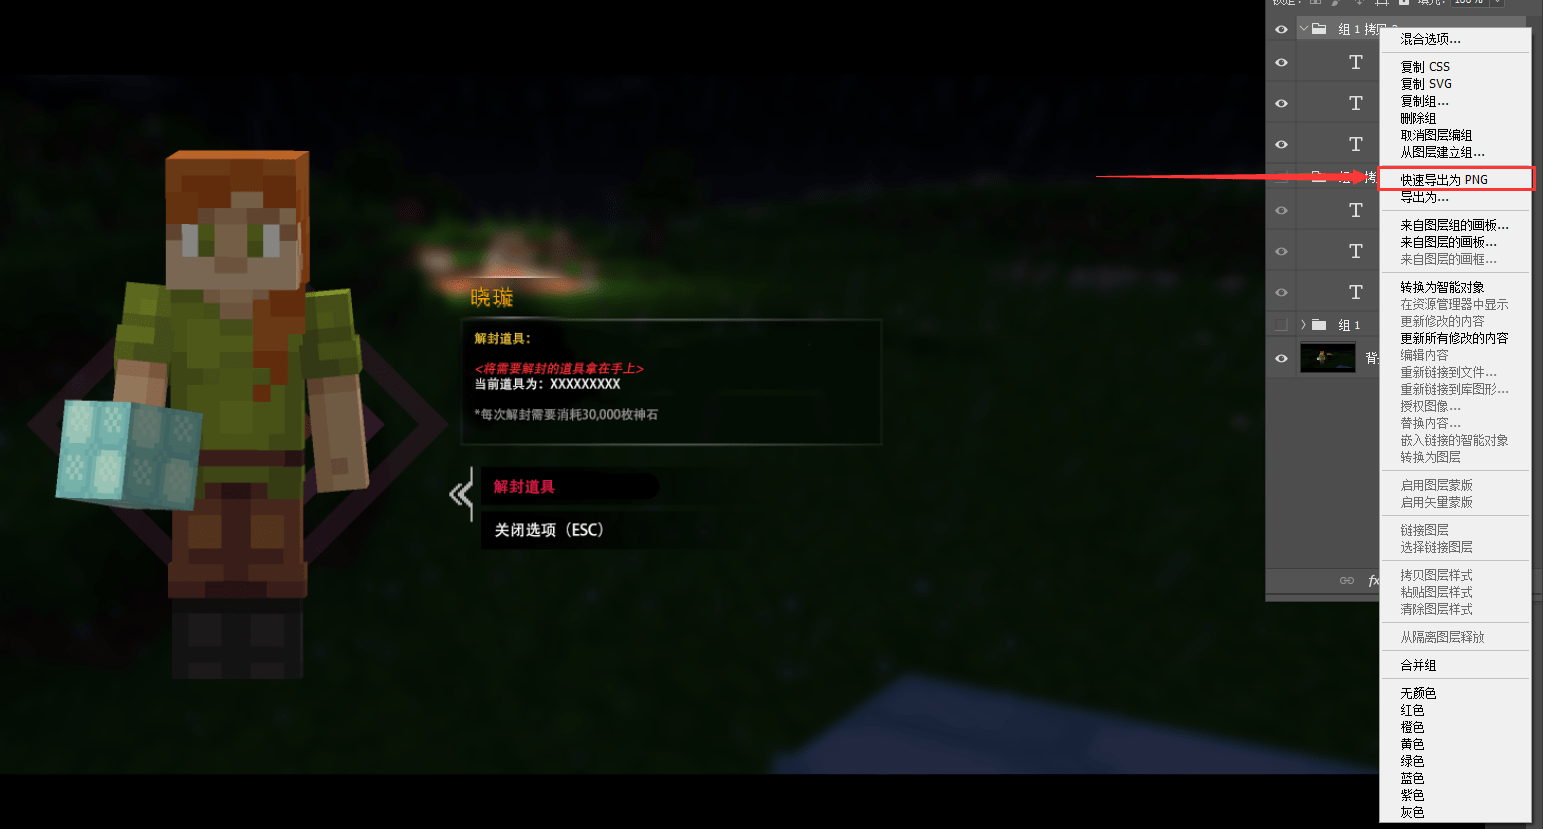 晓璇
解封道具：
<将需要解封的道具拿在手上>
当前道具为：XXXXXXXXX
*每次解封需要消耗30,000枚神石
解封道具
关闭选项（ESC）
100%
组 1 拷贝
T
T
T
T
T
T
组 1
fx
混合选项...
复制 CSS
复制 SVG
复制组...
删除组
取消图层编组
从图层建立组...
快速导出为 PNG
导出为...
来自图层组的画板...
来自图层的画板...
来自图层的画框...
转换为智能对象
在资源管理器中显示
更新修改的内容
更新所有修改的内容
编辑内容
重新链接到文件...
重新链接到库图形...
授权图像...
替换内容...
嵌入链接的智能对象
转换为图层
启用图层蒙版
启用矢量蒙版
链接图层
选择链接图层
拷贝图层样式
粘贴图层样式
清除图层样式
从隔离图层释放
合并组
无颜色
红色
橙色
黄色
绿色
蓝色
紫色
灰色